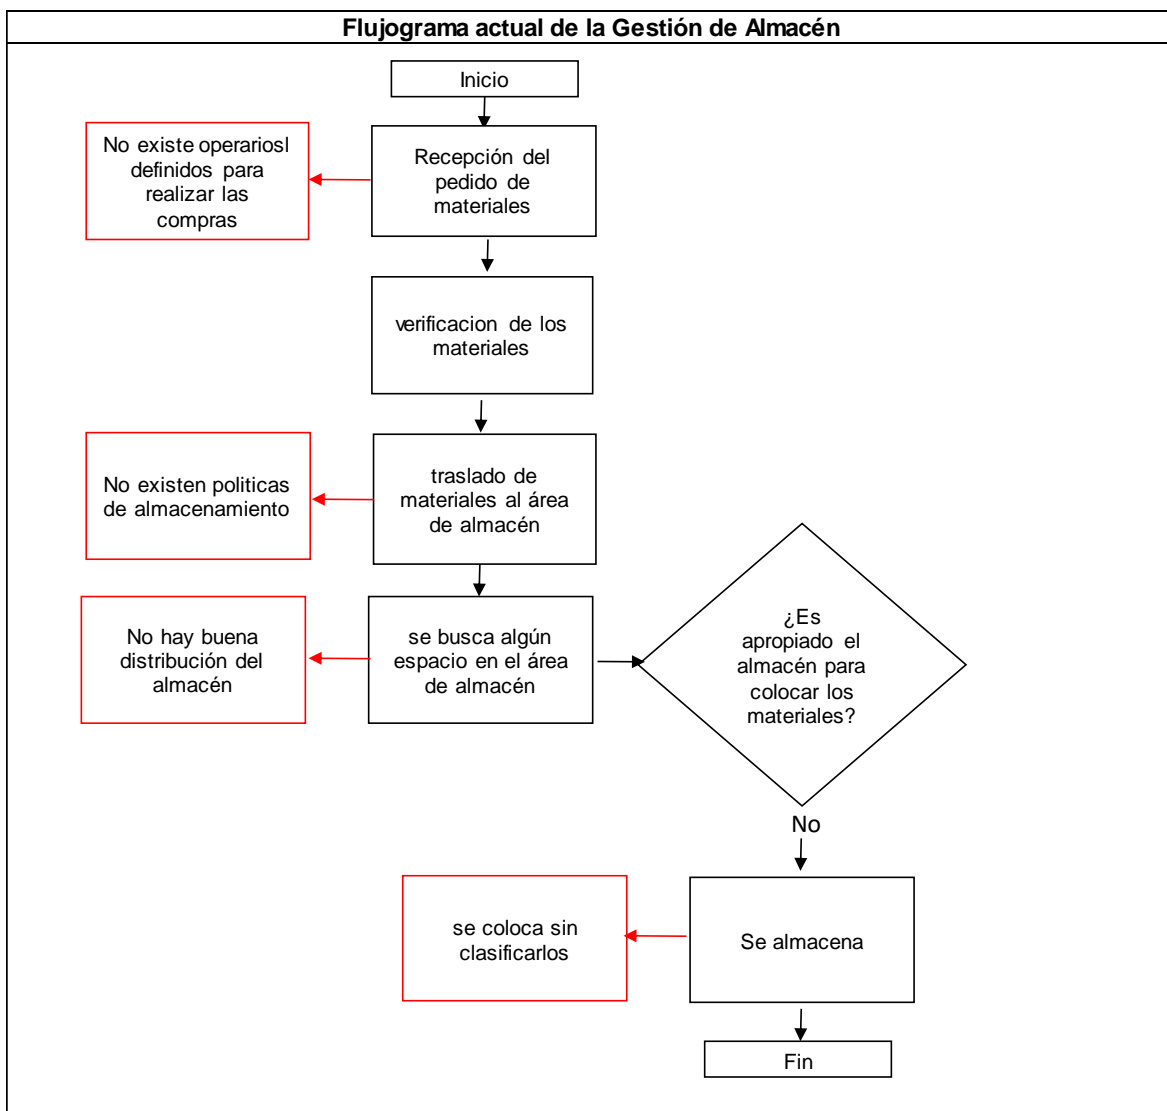 Flujograma actual de la Gestión de Almacén
Inicio
No existe operariosl
definidos para
realizar las
compras
Recepción del
pedido de
materiales
verificacion de los
materiales
No existen politicas
de almacenamiento
traslado de
materiales al área
de almacén
No hay buena
distribución del
almacén
se busca algún
espacio en el área
de almacén
¿Es
apropiado el
almacén para
colocar los
materiales?
No
se coloca sin
clasificarlos
Se almacena
Fin